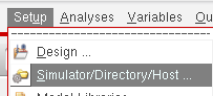 Setup Analyses Variables
Design ...
Simulator/Directory/Host ...